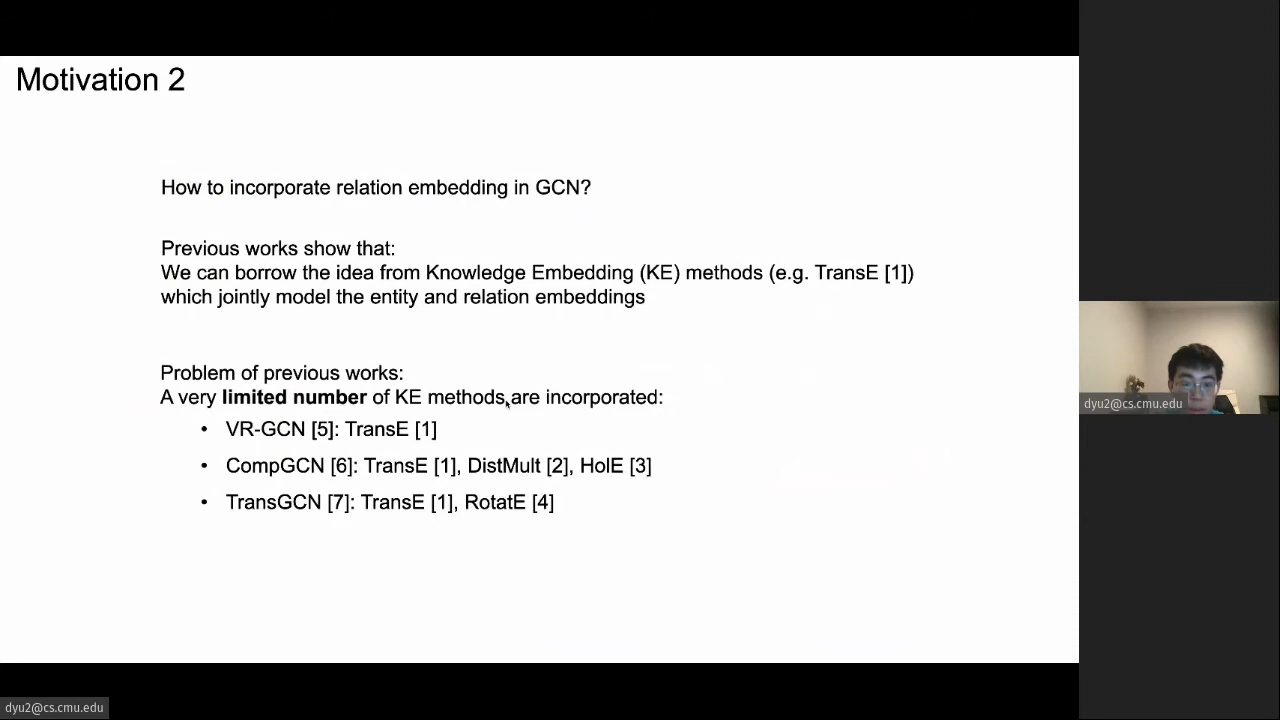 Motivation 2
How to incorporate relation embedding in GCN?
Previous works show that:
We can borrow the idea from Knowledge Embedding (KE) methods (e.g. TransE [1])
which jointly model the entity and relation embeddings
Problem of previous works:
A very limited number of KE methods are incorporated:
• VR-GCN [5]: TransE [1]
• CompGCN [6]: TransE [1], DistMult [2], HolE [3]
• TransGCN [7]: TransE [1], RotatE [4]
dyu2@cs.cmu.edu
dyu2@cs.cmu.edu